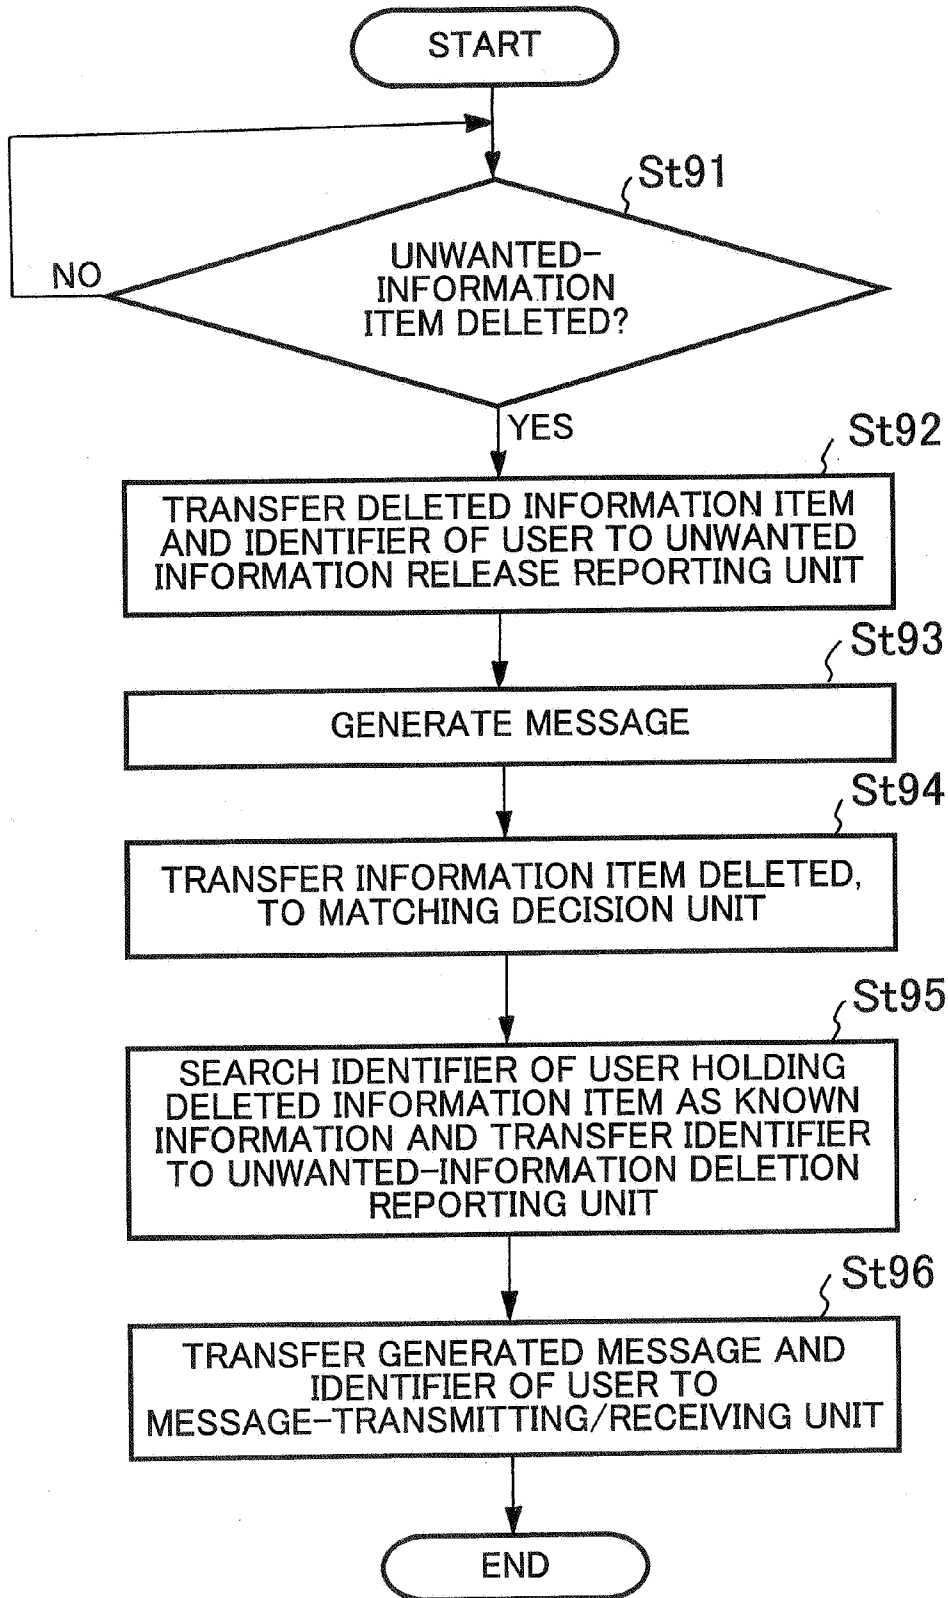 START
St91
UNWANTED-
INFORMATION
ITEM DELETED?
NO
YES
St92
TRANSFER DELETED INFORMATION ITEM
AND IDENTIFIER OF USER TO UNWANTED
INFORMATION RELEASE REPORTING UNIT
St93
GENERATE MESSAGE
St94
TRANSFER INFORMATION ITEM DELETED,
TO MATCHING DECISION UNIT
St95
SEARCH IDENTIFIER OF USER HOLDING
DELETED INFORMATION ITEM AS KNOWN
INFORMATION AND TRANSFER IDENTIFIER
TO UNWANTED-INFORMATION DELETION
REPORTING UNIT
St96
TRANSFER GENERATED MESSAGE AND
IDENTIFIER OF USER TO
MESSAGE-TRANSMITTING/RECEIVING UNIT
END